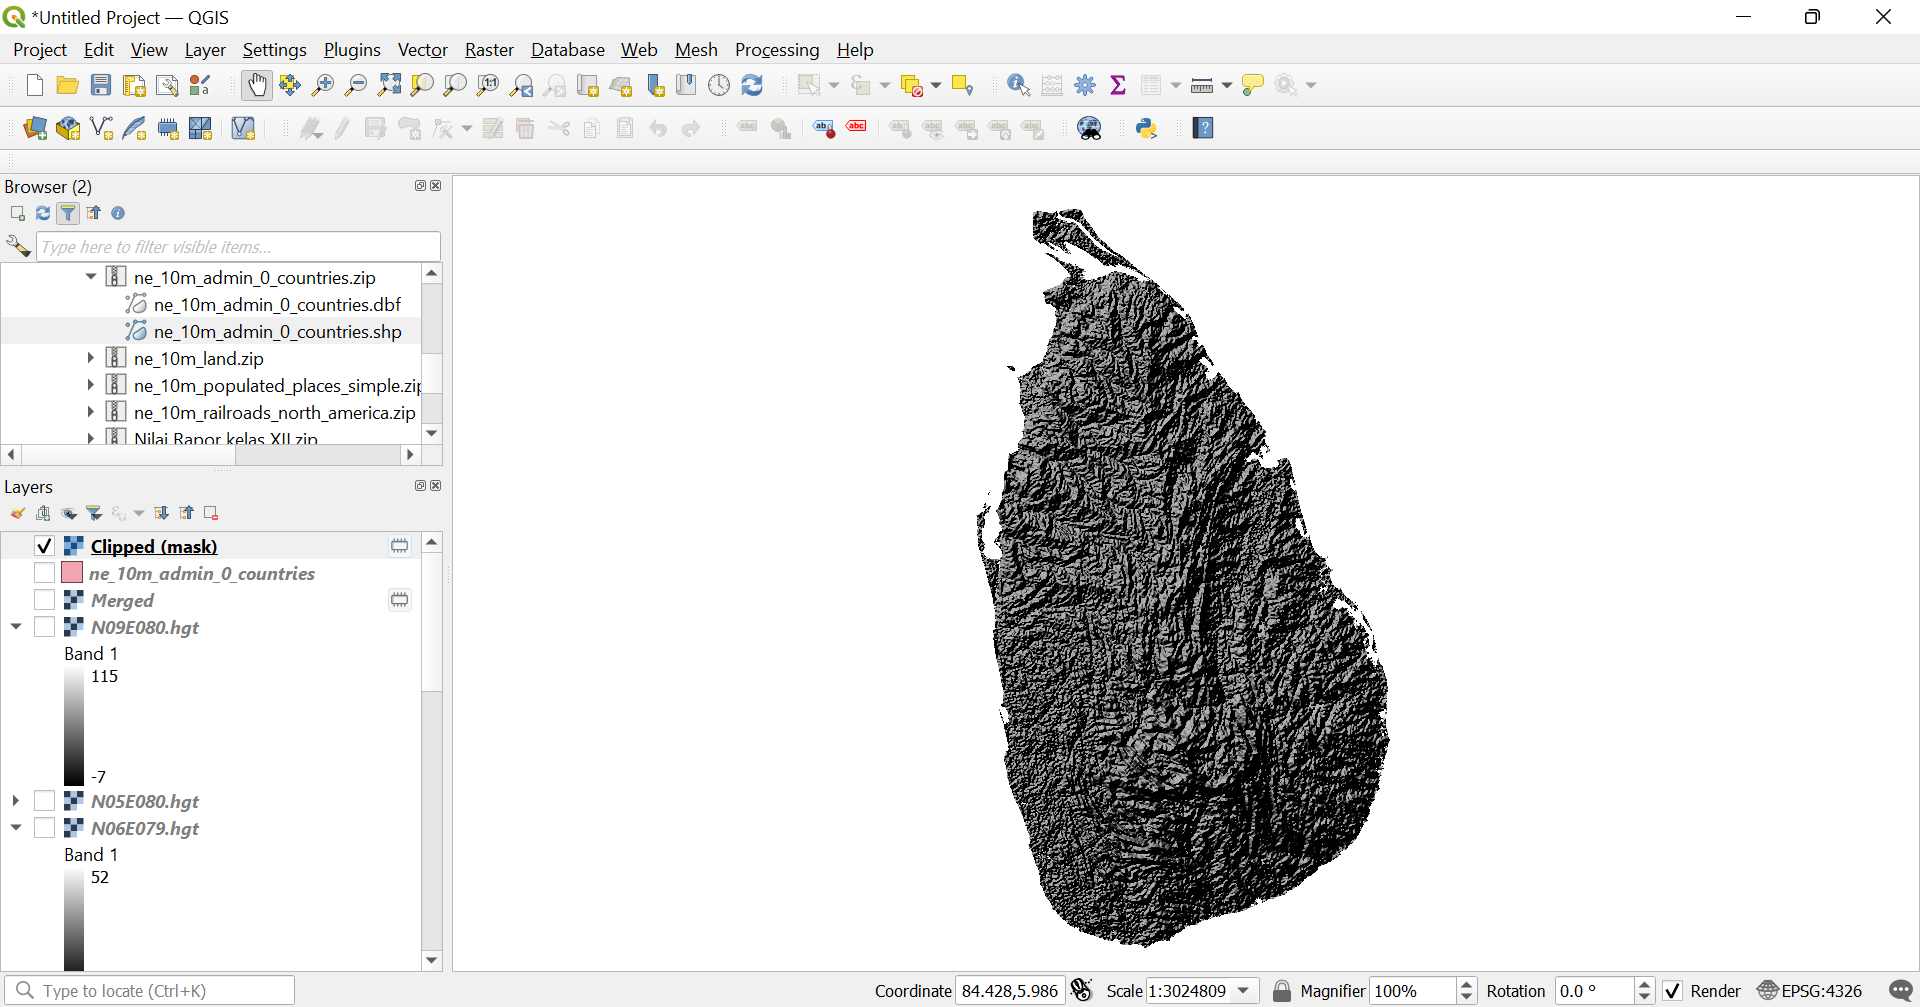 *Untitled Project — QGIS
Project Edit View Layer Settings Plugins Vector Raster Database Web Mesh Processing Help
Browser (2)
Type here to filter visible items...
ne_10m_admin_0_countries.zip
ne_10m_admin_0_countries.dbf
ne_10m_admin_0_countries.shp
ne_10m_land.zip
ne_10m_populated_places_simple.zip
ne_10m_railroads_north_america.zip
Nilai Rapor kelas XII.zip
Layers
Clipped (mask)
ne_10m_admin_0_countries
Merged
N09E080.hgt
Band 1
115
-7
N05E080.hgt
N06E079.hgt
Band 1
52
Type to locate (Ctrl+K)
Coordinate 84.428,5.986 Scale 1:3024809 Magnifier 100% Rotation 0.0 ° Render EPSG:4326